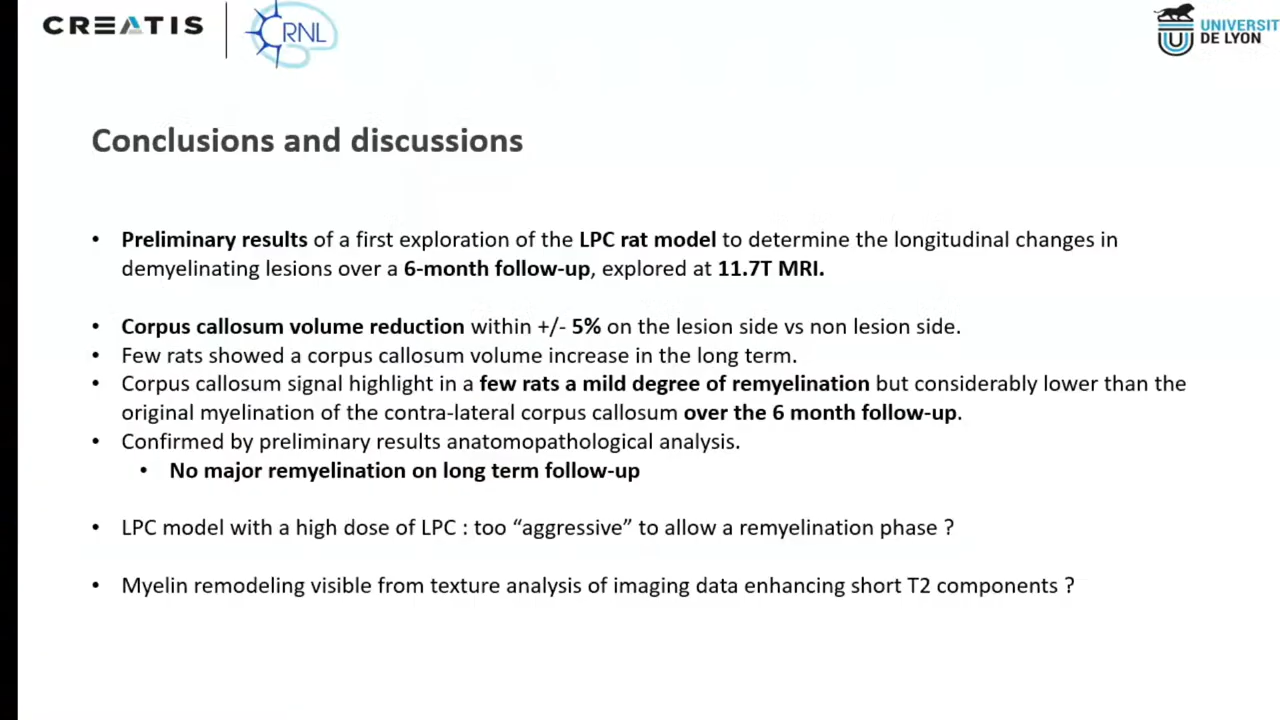 CREATIS
CRNL
UNIVERSIT
DE LYON
Conclusions and discussions
• Preliminary results of a first exploration of the LPC rat model to determine the longitudinal changes in
demyelinating lesions over a 6-month follow-up, explored at 11.7T MRI.
• Corpus callosum volume reduction within +/- 5% on the lesion side vs non lesion side.
• Few rats showed a corpus callosum volume increase in the long term.
• Corpus callosum signal highlight in a few rats a mild degree of remyelination but considerably lower than the
original myelination of the contra-lateral corpus callosum over the 6 month follow-up.
• Confirmed by preliminary results anatomopathological analysis.
• No major remyelination on long term follow-up
• LPC model with a high dose of LPC : too “aggressive” to allow a remyelination phase ?
• Myelin remodeling visible from texture analysis of imaging data enhancing short T2 components ?